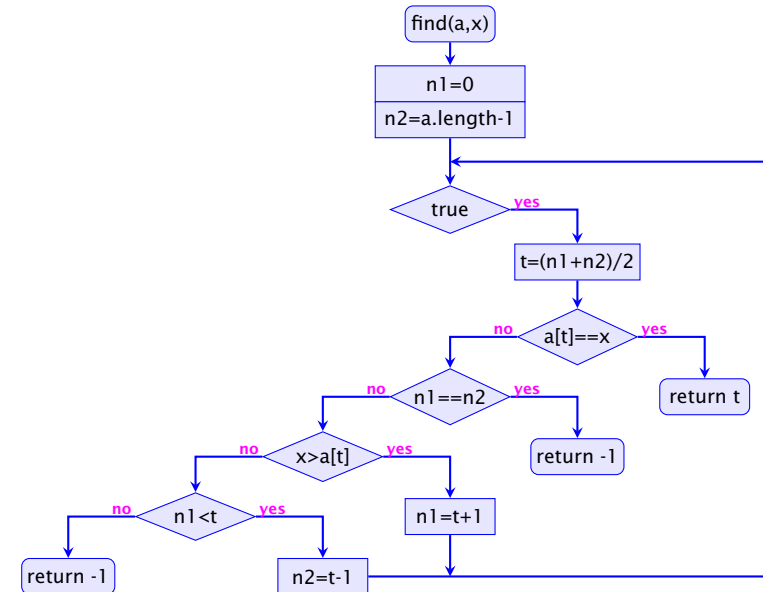 find(a,x)
n1=0
n2=a.length-1
true
yes
t=(n1+n2)/2
no
a[t]==x
yes
no
n1==n2
yes
return t
no
x>a[t]
yes
return -1
no
n1<t
yes
n1=t+1
return -1
n2=t-1